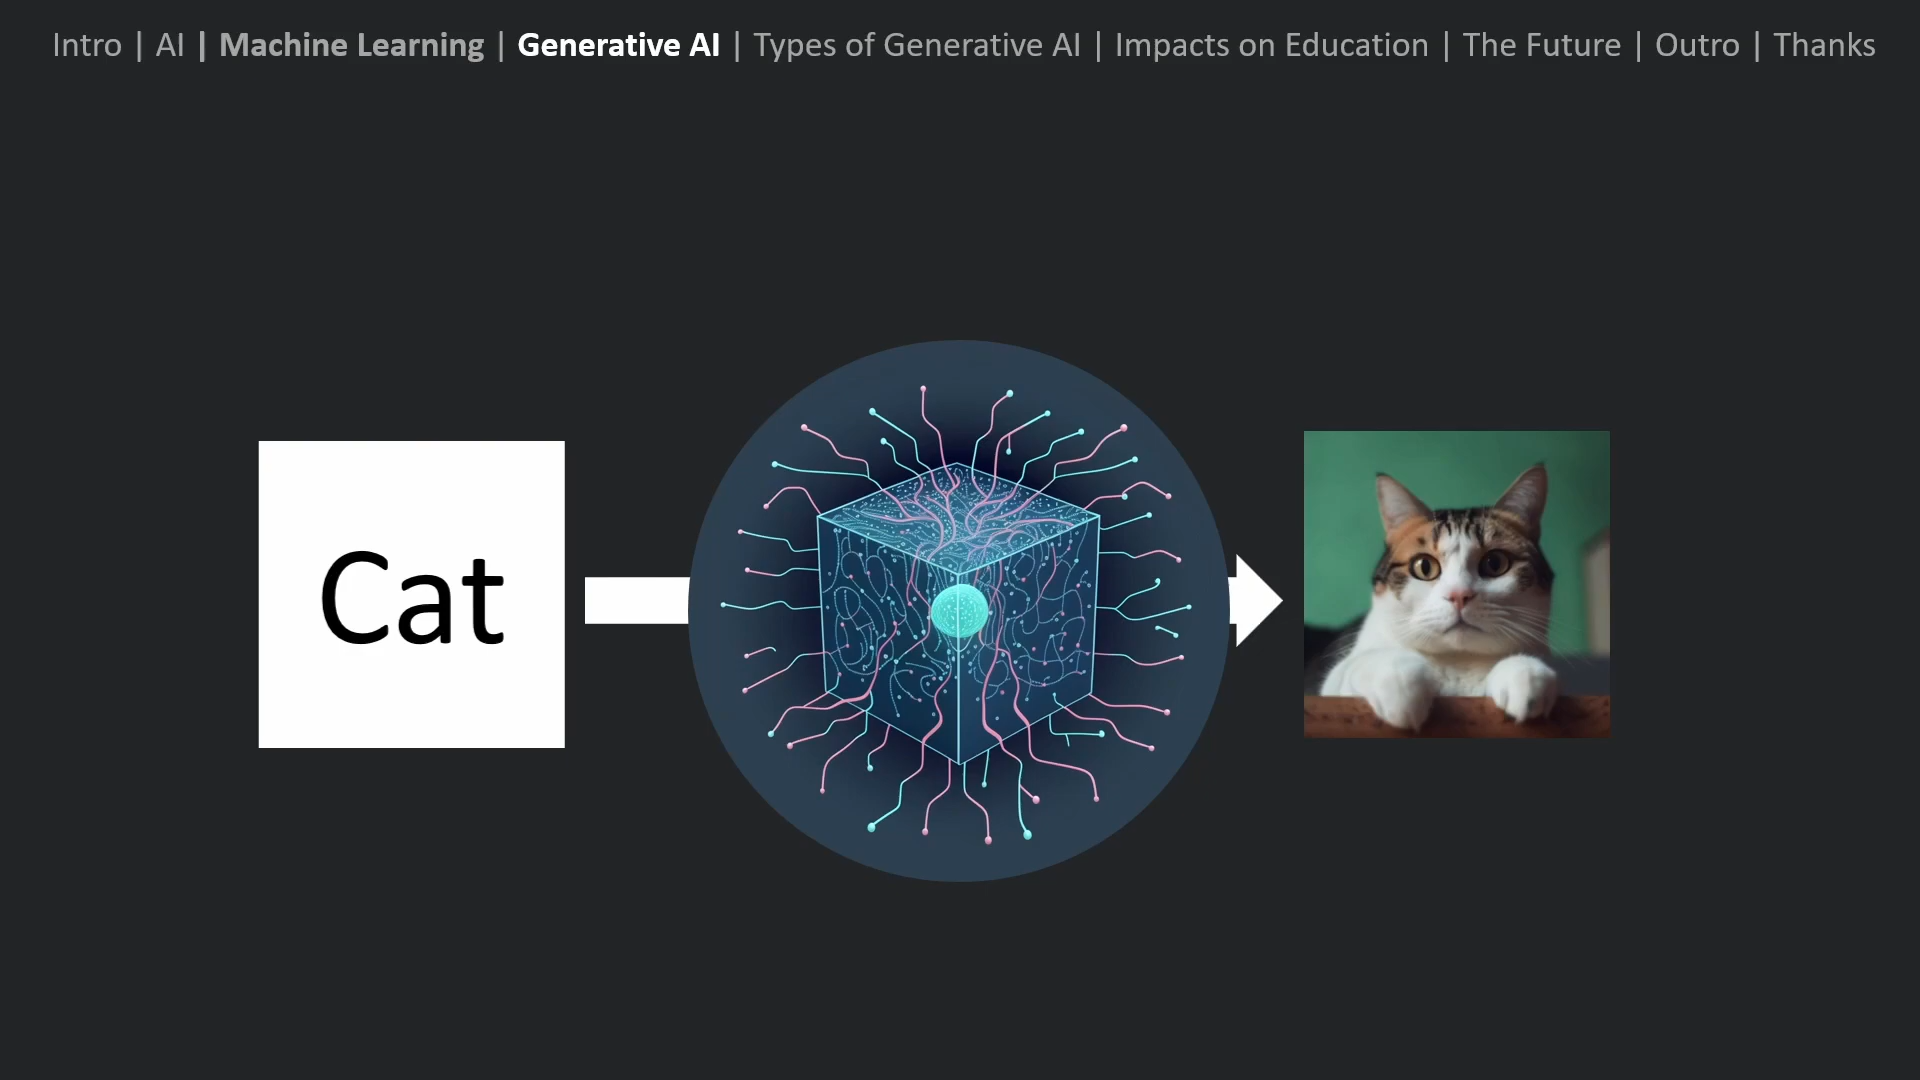 Intro | AI | Machine Learning | Generative AI | Types of Generative AI | Impacts on Education | The Future | Outro | Thanks
Cat